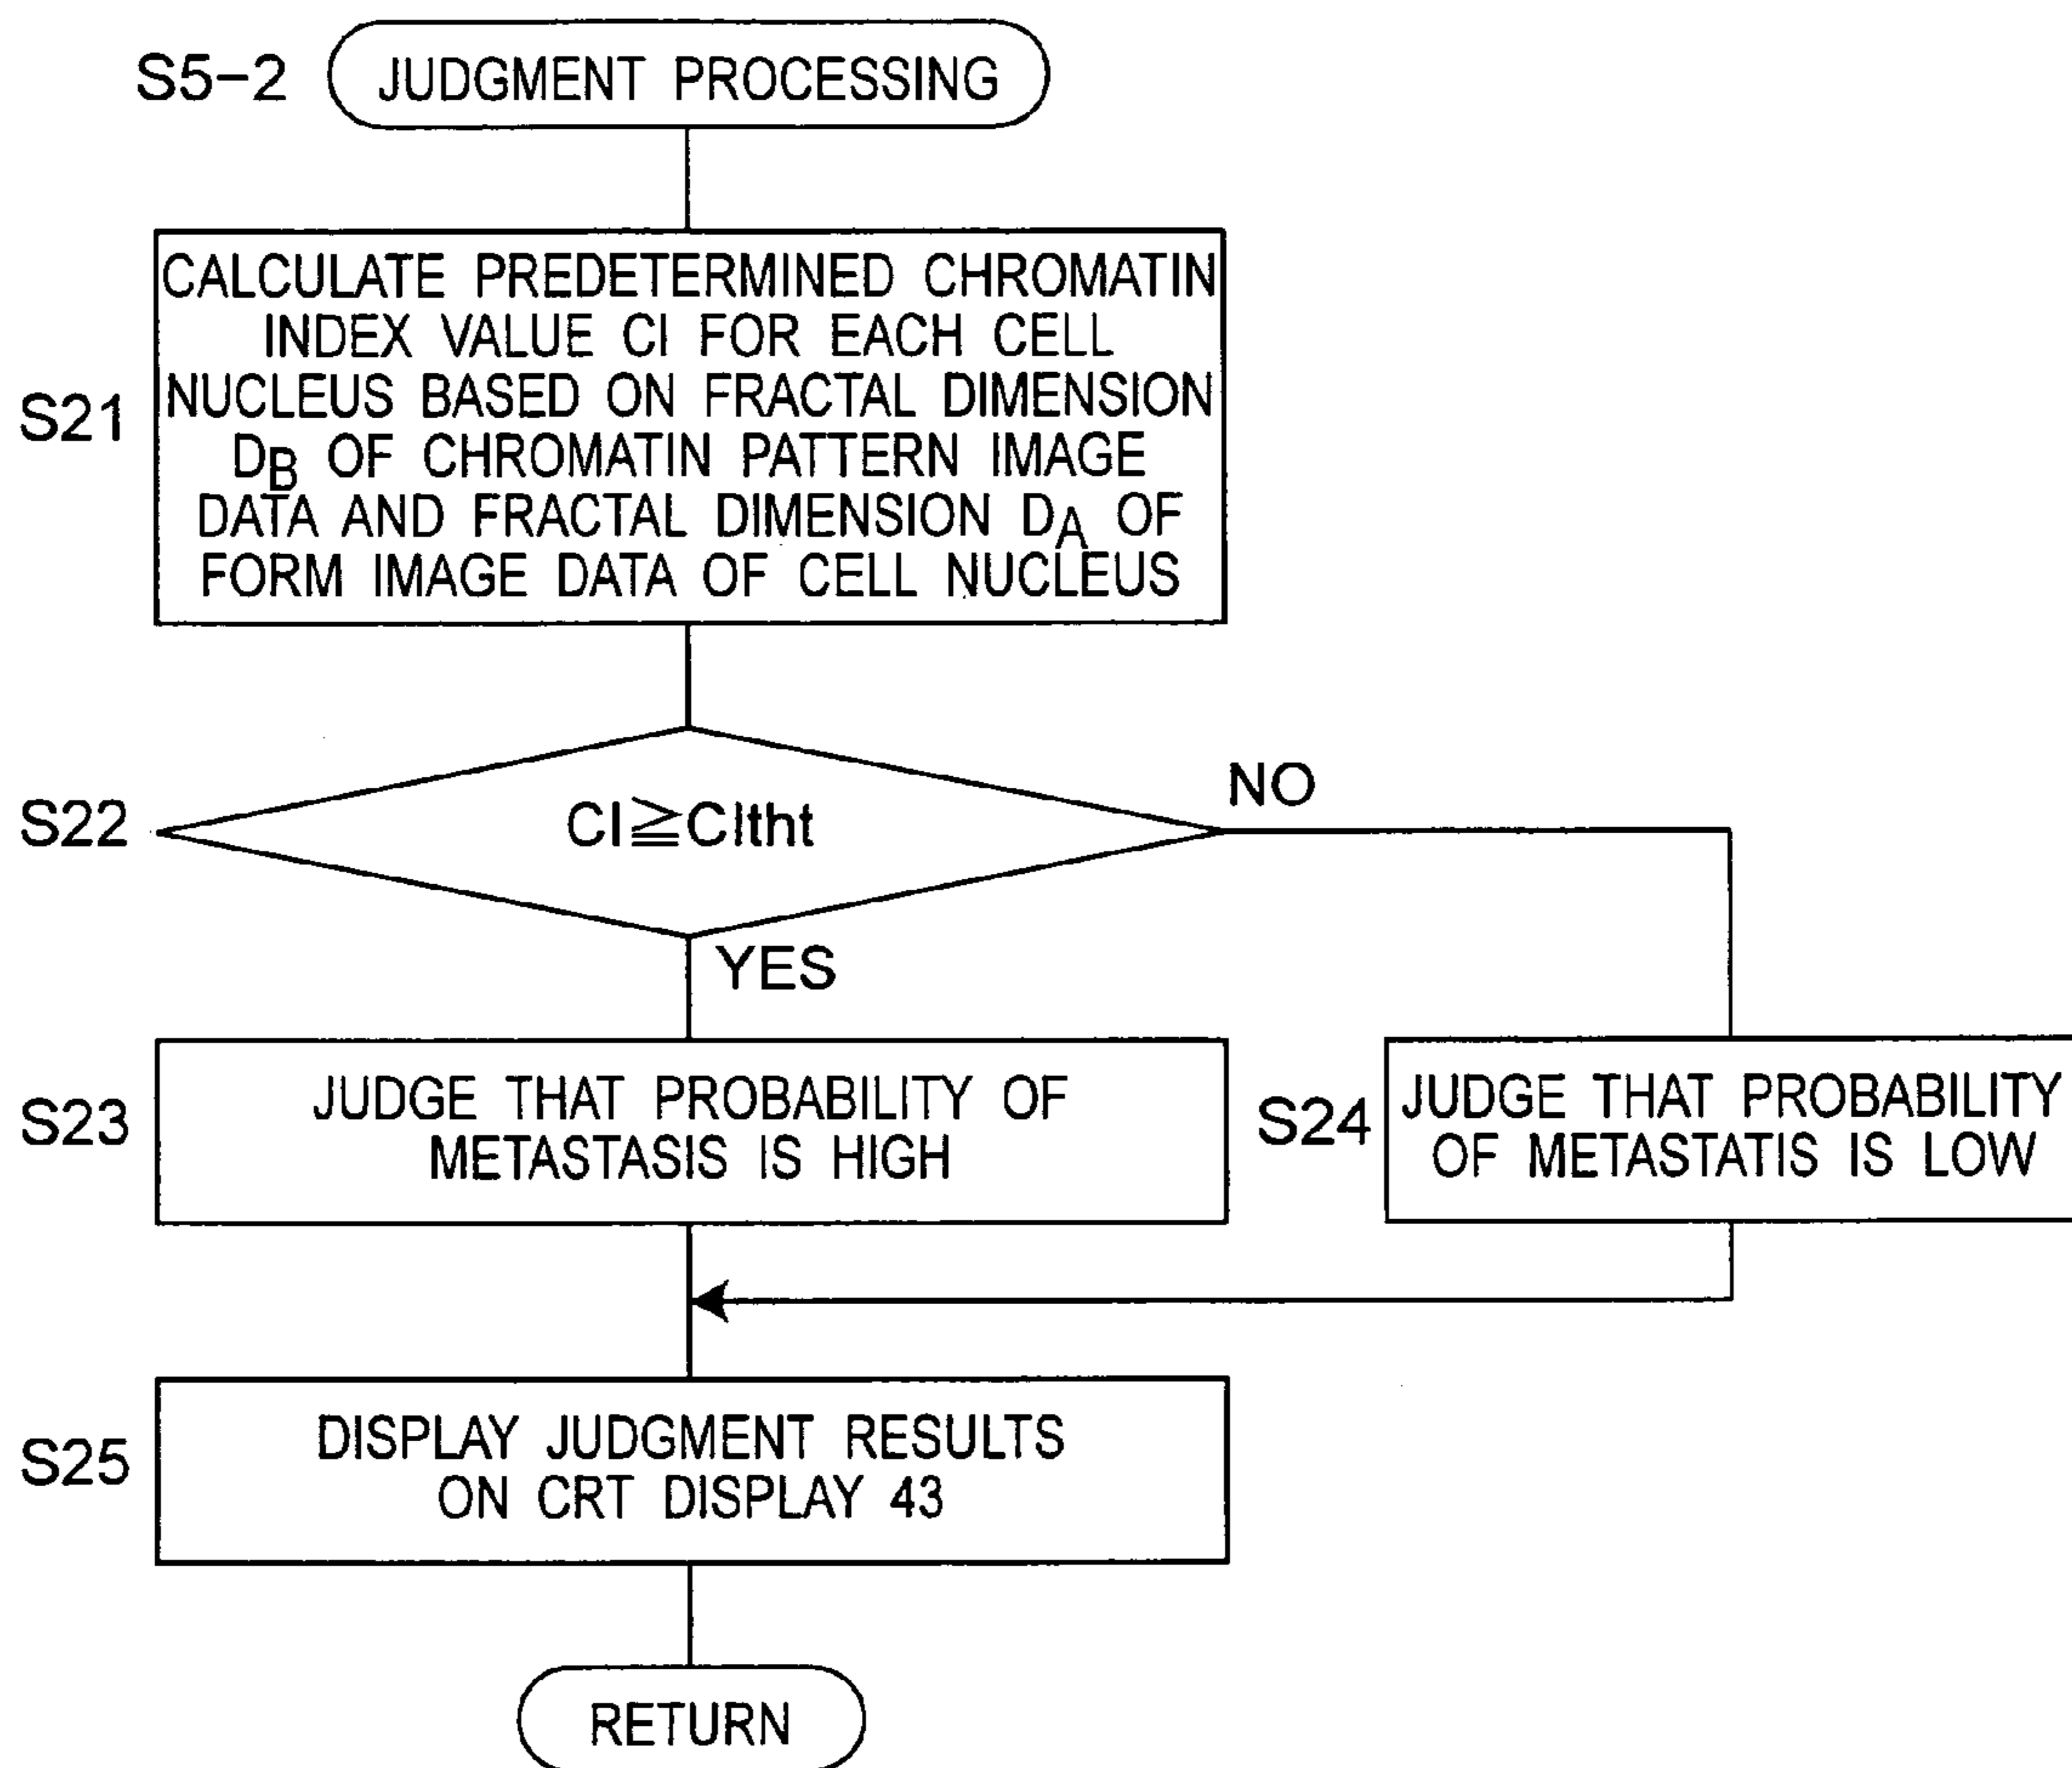 S5-2 JUDGMENT PROCESSING
S21
CALCULATE PREDETERMINED CHROMATIN
INDEX VALUE CI FOR EACH CELL
NUCLEUS BASED ON FRACTAL DIMENSION
DB OF CHROMATIN PATTERN IMAGE
DATA AND FRACTAL DIMENSION DA OF
FORM IMAGE DATA OF CELL NUCLEUS
S22
CI≧CItht
NO
YES
S23
JUDGE THAT PROBABILITY OF
METASTASIS IS HIGH
S24
JUDGE THAT PROBABILITY
OF METASTATIS IS LOW
S25
DISPLAY JUDGMENT RESULTS
ON CRT DISPLAY 43
RETURN